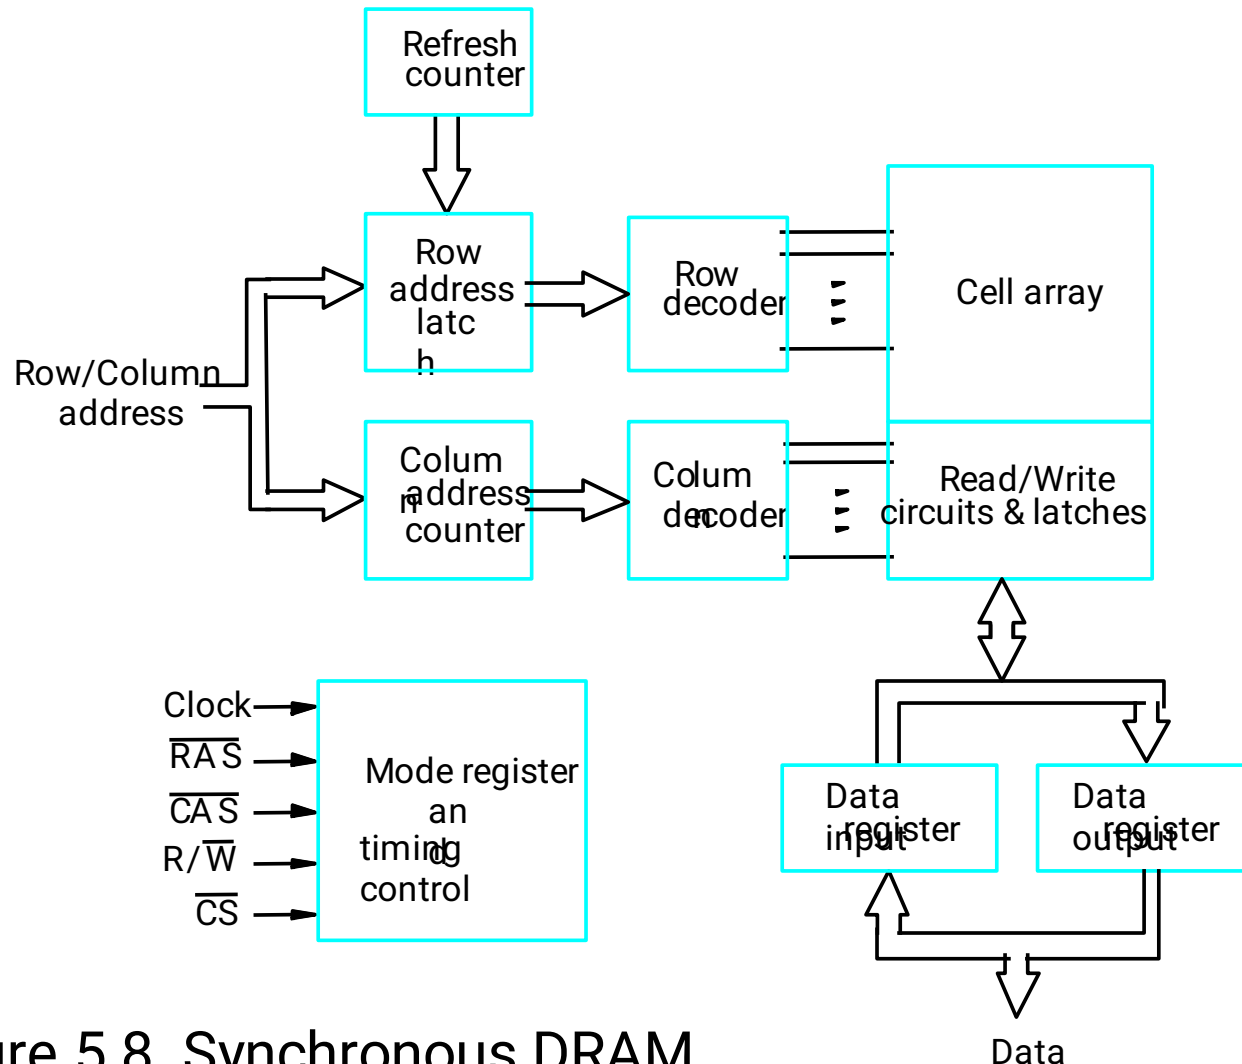 Refresh
counter
Row
address
latc
h
Row
decoder
Cell array
Row/Column
address
Colum
n
address
counter
Colum
n
decoder
Read/Write
circuits & latches
Clock
RAS
CAS
R/W
CS
Mode register
an
d
timing
control
Data
input
register
Data
output
register
Data
ure 5.8. Synchronous DRAM